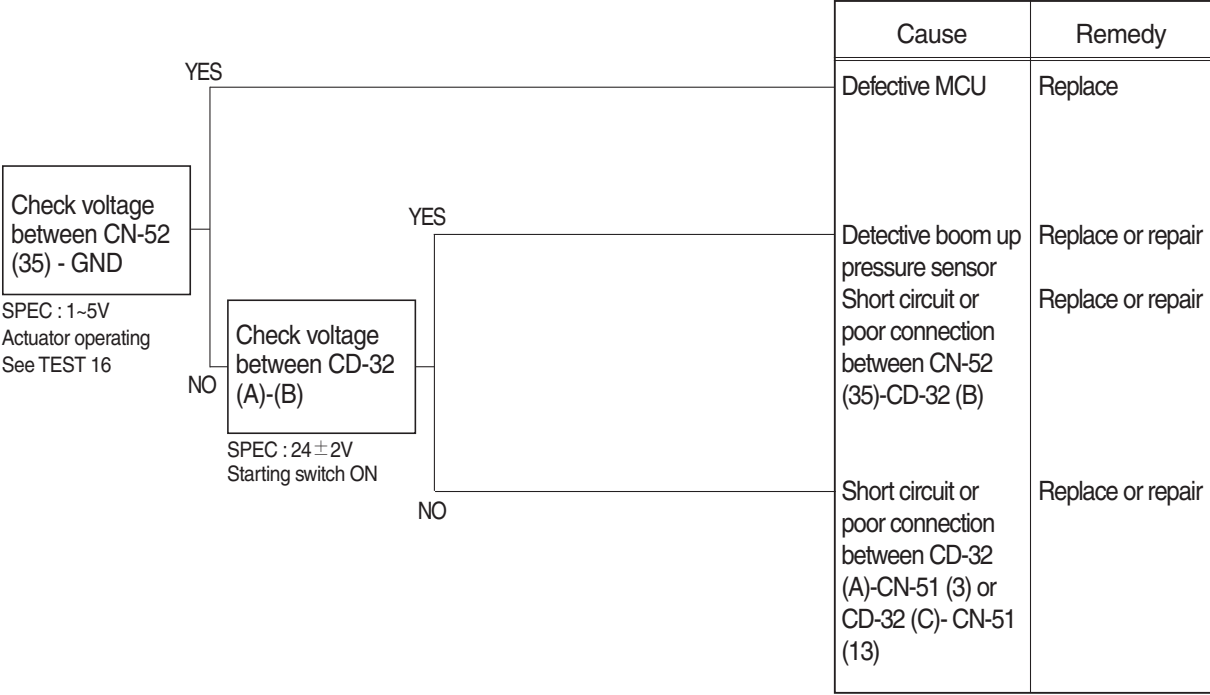 Cause
Remedy
YES
Defective MCU
Replace
Check voltage
between CN-52
(35) - GND
SPEC : 1~5V
Actuator operating
See TEST 16
NO
YES
Detective boom up
pressure sensor
Replace or repair
Short circuit or
poor connection
between CN-52
(35)-CD-32 (B)
Replace or repair
Check voltage
between CD-32
(A)-(B)
SPEC : 24±2V
Starting switch ON
NO
Short circuit or
poor connection
between CD-32
(A)-CN-51 (3) or
CD-32 (C)- CN-51
(13)
Replace or repair